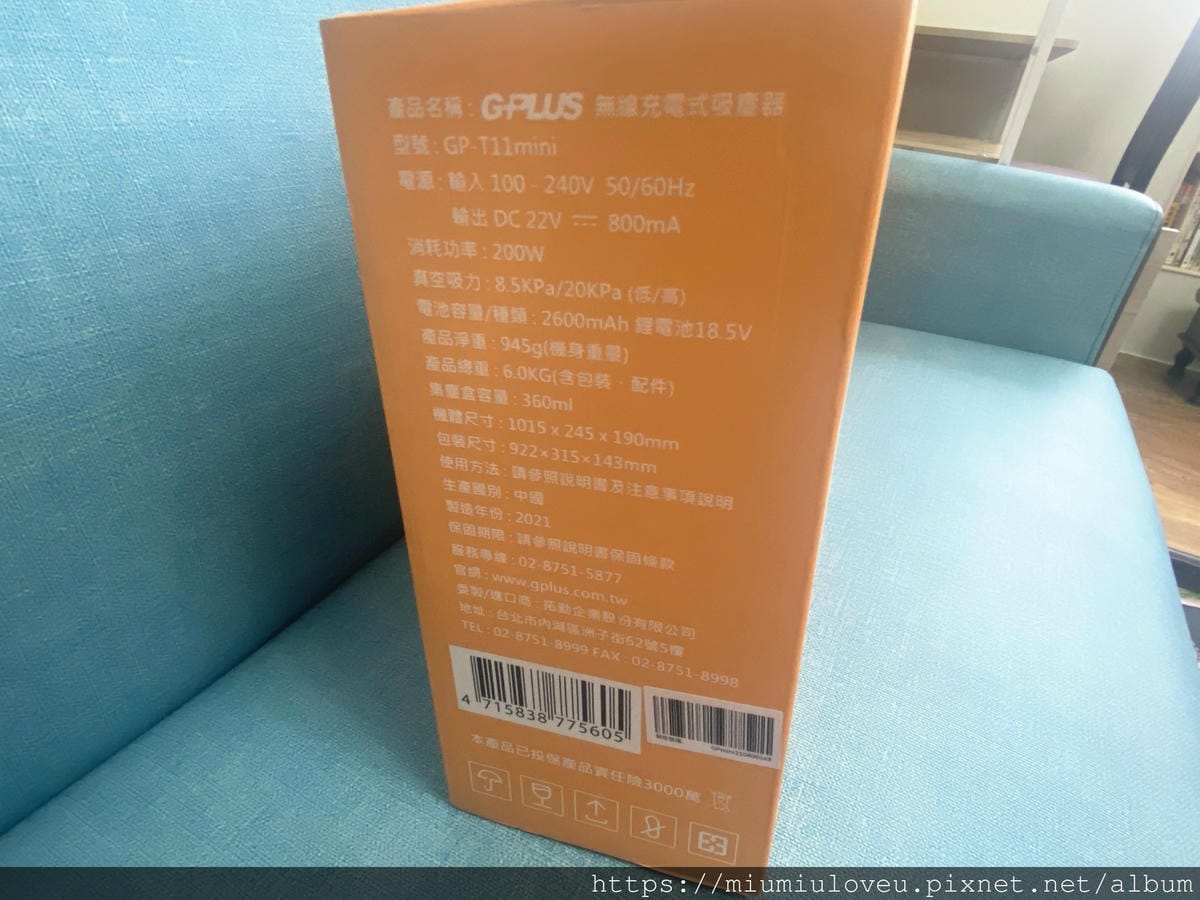 產品名稱 : G-PLUS 無線充電式吸塵器
型號 : GP-T11mini
電源 : 輸入 100 - 240V 50/60Hz
輸出 DC 22V ⎓ 800mA
消耗功率 : 200W
真空吸力 : 8.5KPa/20KPa (低/高)
電池容量/種類 : 2600mAh 鋰電池18.5V
產品淨重 : 945g(機身重量)
產品總重 : 6.0KG(含包裝．配件)
集塵盒容量 : 360ml
機體尺寸 : 1015 x 245 x 190mm
包裝尺寸 : 922×315×143mm
使用方法 : 請參照說明書及注意事項說明
生產國別 : 中國
製造年份 : 2021
保固期限 : 請參照說明書保固條款
服務專線 : 02-8751-5877
官網 : www.gplus.com.tw
委製/進口商 : 拓勤企業股份有限公司
地址 : 台北市內湖區洲子街62號5樓
TEL : 02-8751-8999 FAX : 02-8751-8998
4 715838 775605
本產品已投保產品責任險3000萬
https://miumiuloveu.pixnet.net/album